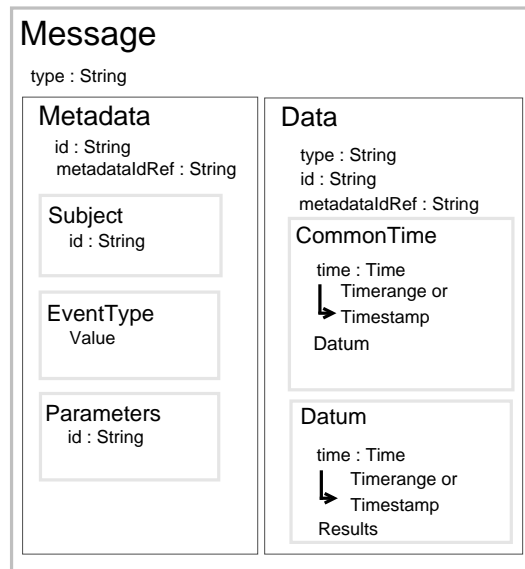 Message
type : String
Metadata
id : String
metadataIdRef : String
Subject
id : String
EventType
Value
Parameters
id : String
Data
type : String
id : String
metadataIdRef : String
CommonTime
time : Time
Timerange or
Timestamp
Datum
Datum
time : Time
Timerange or
Timestamp
Results